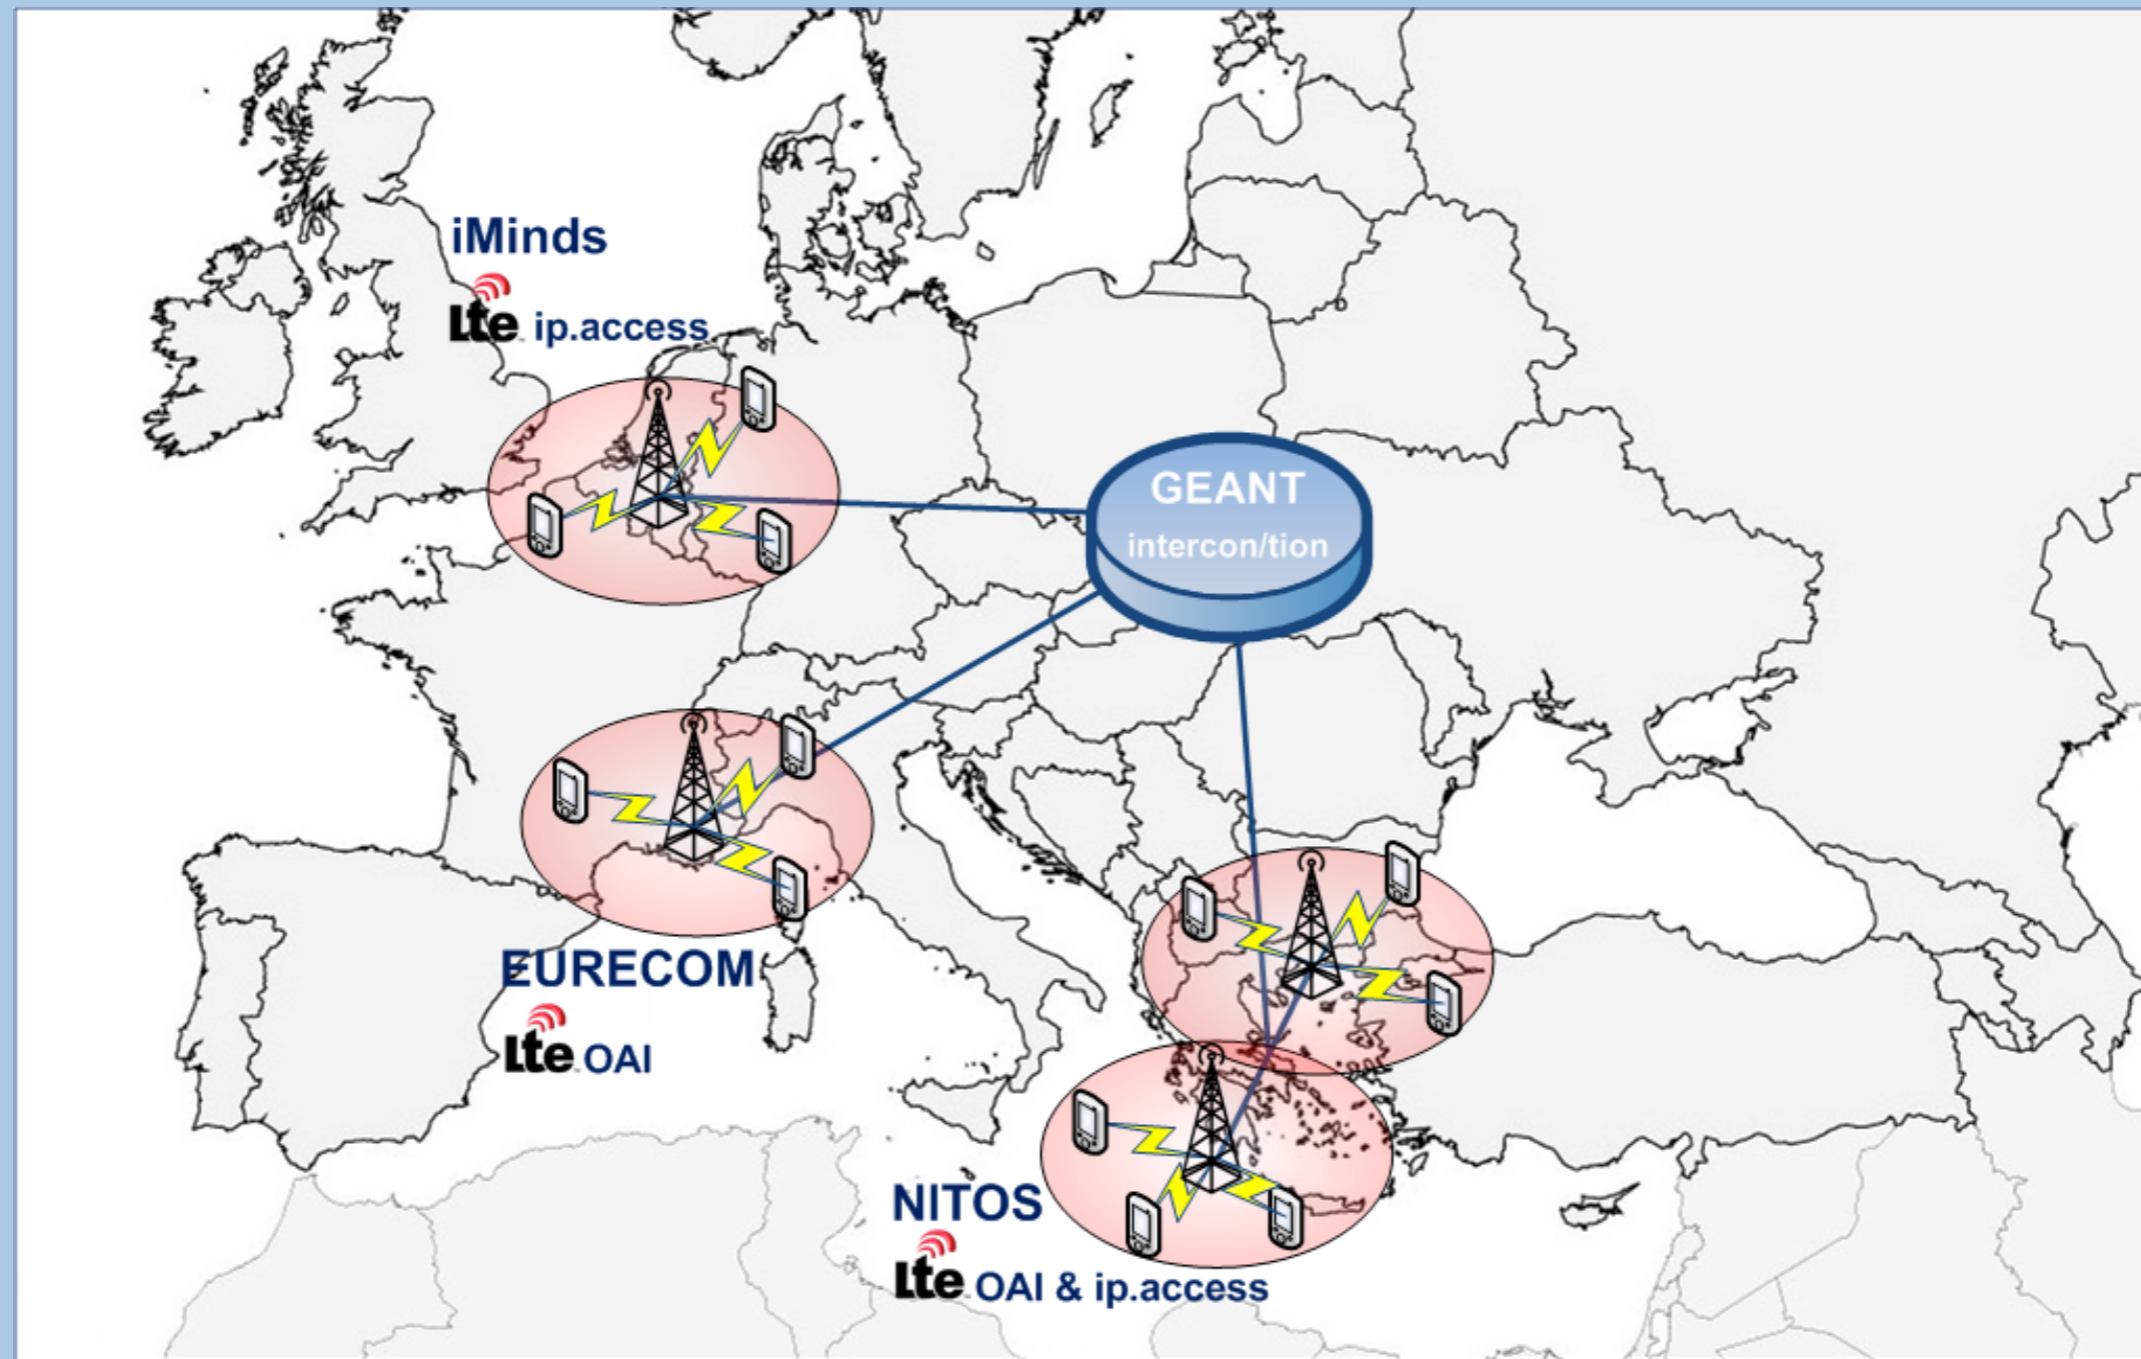 iMinds
Lte ip.access
GEANT
intercon/tion
EURECOM
Lte OAI
NITOS
Lte OAI & ip.access